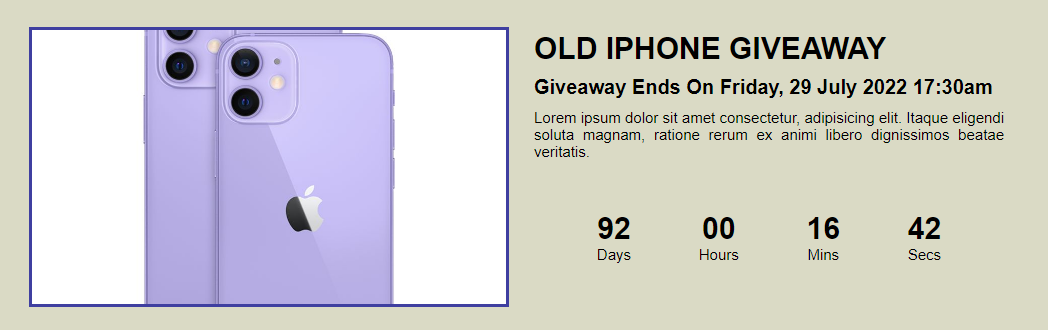 OLD IPHONE GIVEAWAY
Giveaway Ends On Friday, 29 July 2022 17:30am
Lorem ipsum dolor sit amet consectetur, adipisicing elit. Itaque eligendi
soluta magnam, ratione rerum ex animi libero dignissimos beatae
veritatis.
92 00 16 42
Days Hours Mins Secs